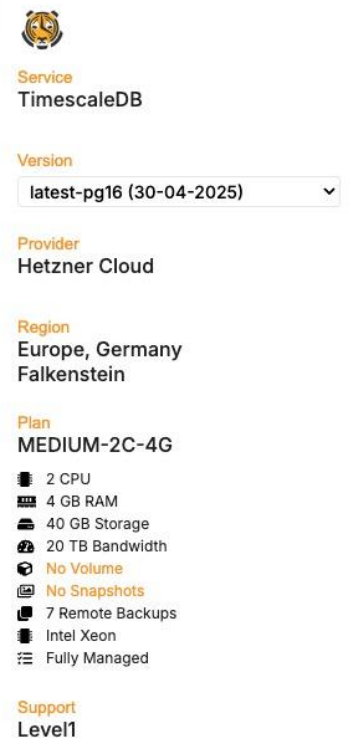 Service
TimescaleDB
Version
latest-pg16 (30-04-2025)
Provider
Hetzner Cloud
Region
Europe, Germany
Falkenstein
Plan
MEDIUM-2C-4G
2 CPU
4 GB RAM
40 GB Storage
20 TB Bandwidth
No Volume
No Snapshots
7 Remote Backups
Intel Xeon
Fully Managed
Support
Level1